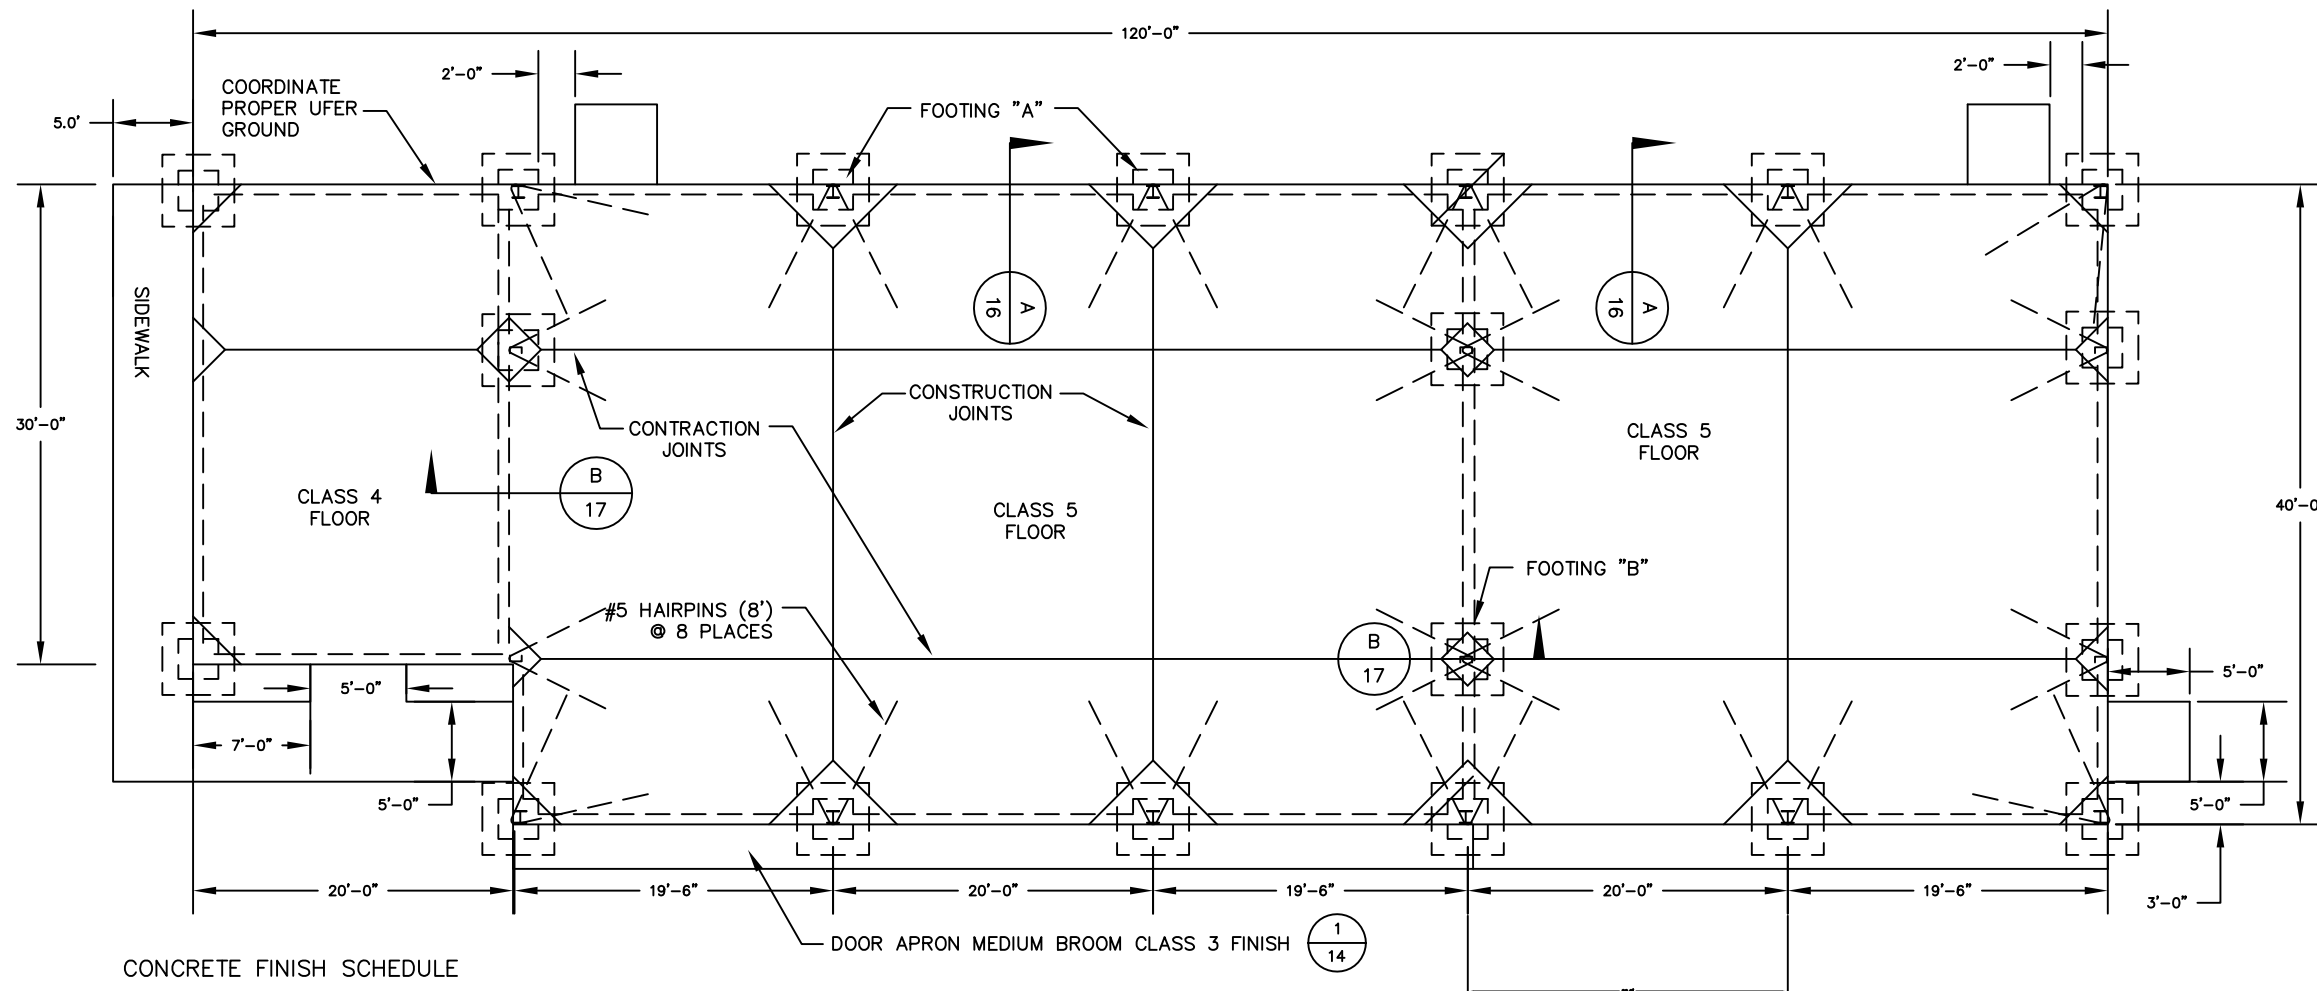 120'-0"
2'-0"
2'-0"
COORDINATE
PROPER UFER
GROUND
FOOTING "A"
5.0'
SIDEWALK
A
16
A
16
30'-0"
CONSTRUCTION
JOINTS
CONTRACTION
JOINTS
CLASS 5
FLOOR
CLASS 4
FLOOR
B
17
CLASS 5
FLOOR
40'-0
FOOTING "B"
#5 HAIRPINS (8')
@ 8 PLACES
B
17
5'-0"
5'-0"
7'-0"
5'-0"
5'-0"
20'-0"
19'-6"
20'-0"
19'-6"
20'-0"
19'-6"
3'-0"
DOOR APRON MEDIUM BROOM CLASS 3 FINISH
1
14
CONCRETE FINISH SCHEDULE